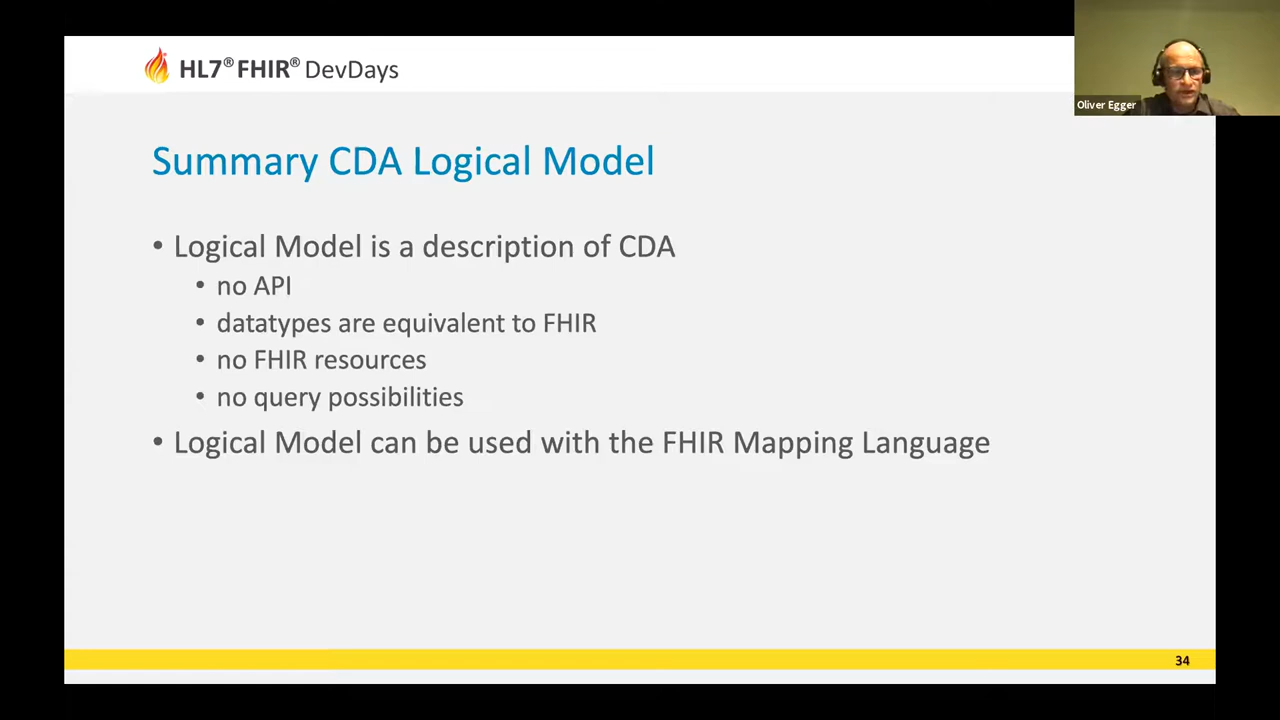 HL7® FHIR® DevDays
Oliver Egger
Summary CDA Logical Model
• Logical Model is a description of CDA
• no API
• datatypes are equivalent to FHIR
• no FHIR resources
• no query possibilities
• Logical Model can be used with the FHIR Mapping Language
34